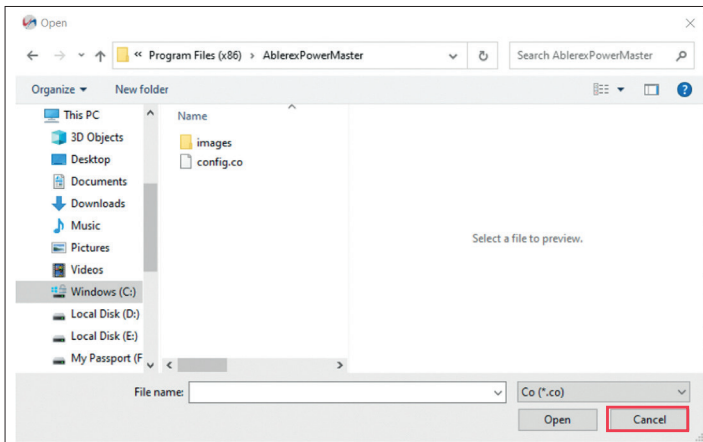 Open
« Program Files (x86) > AblerexPowerMaster
Search AblerexPowerMaster
Organize
New folder
This PC
3D Objects
Desktop
Documents
Downloads
Music
Pictures
Videos
Windows (C:)
Local Disk (D:)
Local Disk (E:)
My Passport (F
Name
images
config.co
Select a file to preview.
File name:
Co (*.co)
Open
Cancel